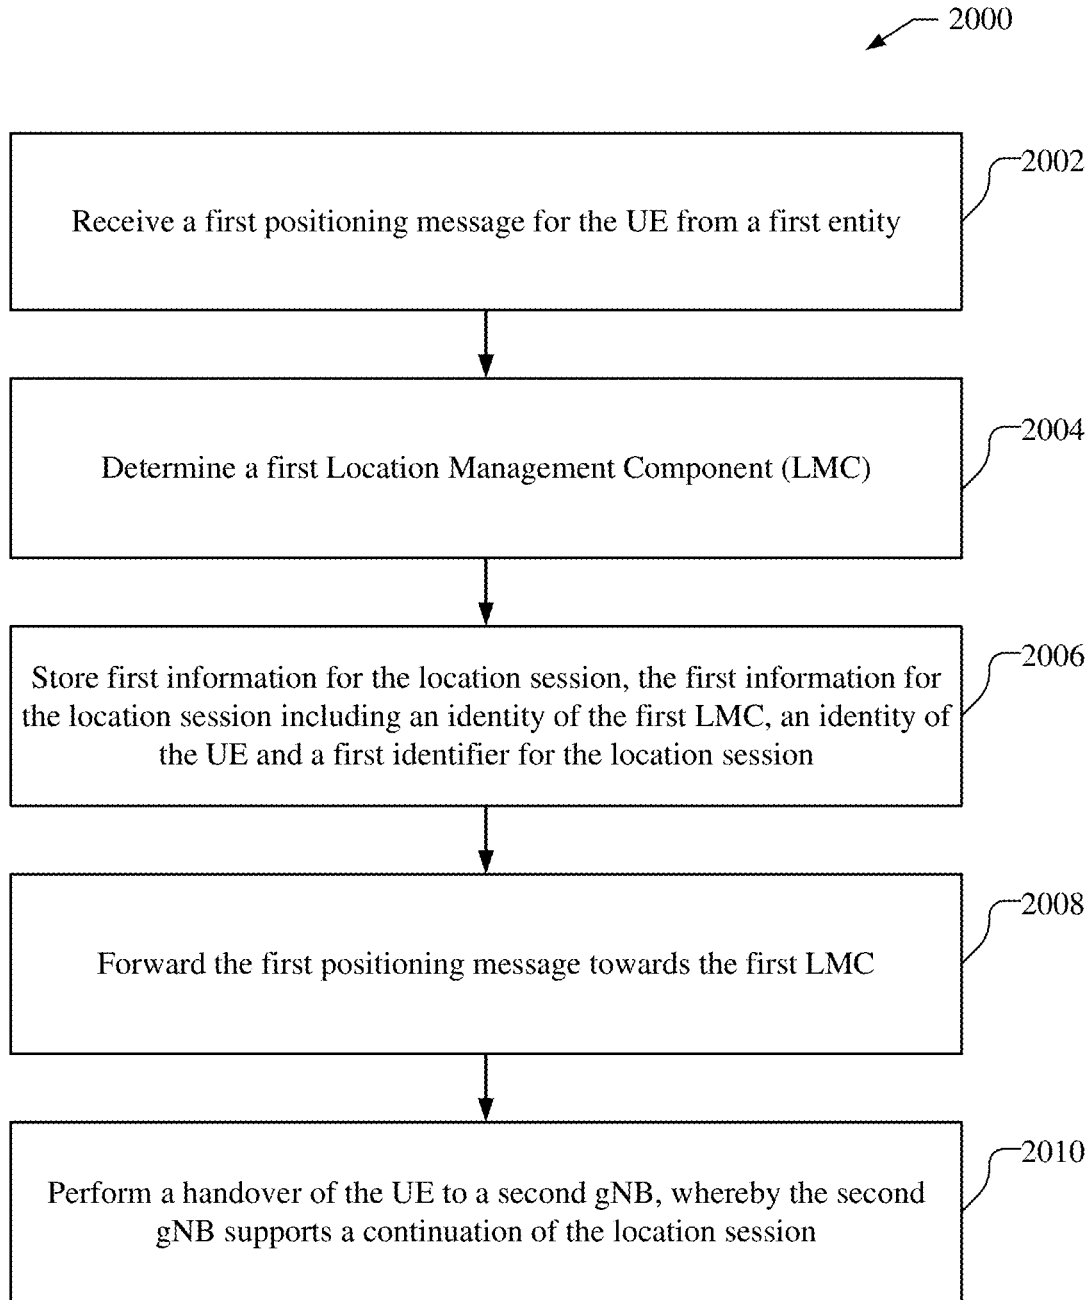 2000
2002
Receive a first positioning message for the UE from a first entity
2004
Determine a first Location Management Component (LMC)
2006
Store first information for the location session, the first information for
the location session including an identity of the first LMC, an identity of
the UE and a first identifier for the location session
2008
Forward the first positioning message towards the first LMC
2010
Perform a handover of the UE to a second gNB, whereby the second
gNB supports a continuation of the location session